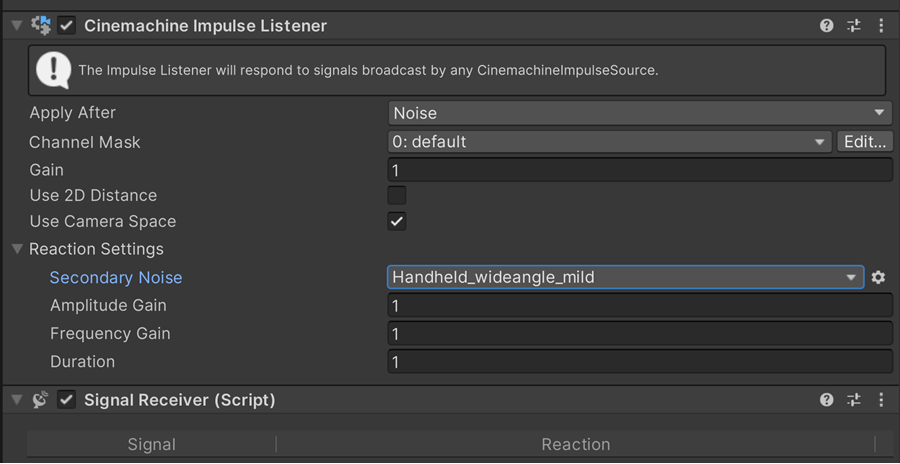 Cinemachine Impulse Listener
The Impulse Listener will respond to signals broadcast by any CinemachineImpulseSource.
Apply After Noise
Channel Mask 0: default Edit...
Gain 1
Use 2D Distance
Use Camera Space
Reaction Settings
Secondary Noise Handheld_wideangle_mild
Amplitude Gain 1
Frequency Gain 1
Duration 1
Signal Receiver (Script)
Signal Reaction